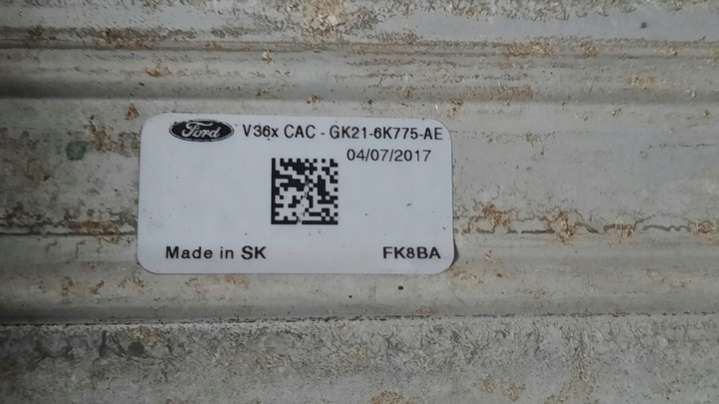 Ford V36x CAC - GK21-6K775-AE
04/07/2017
Made in SK FK8BA